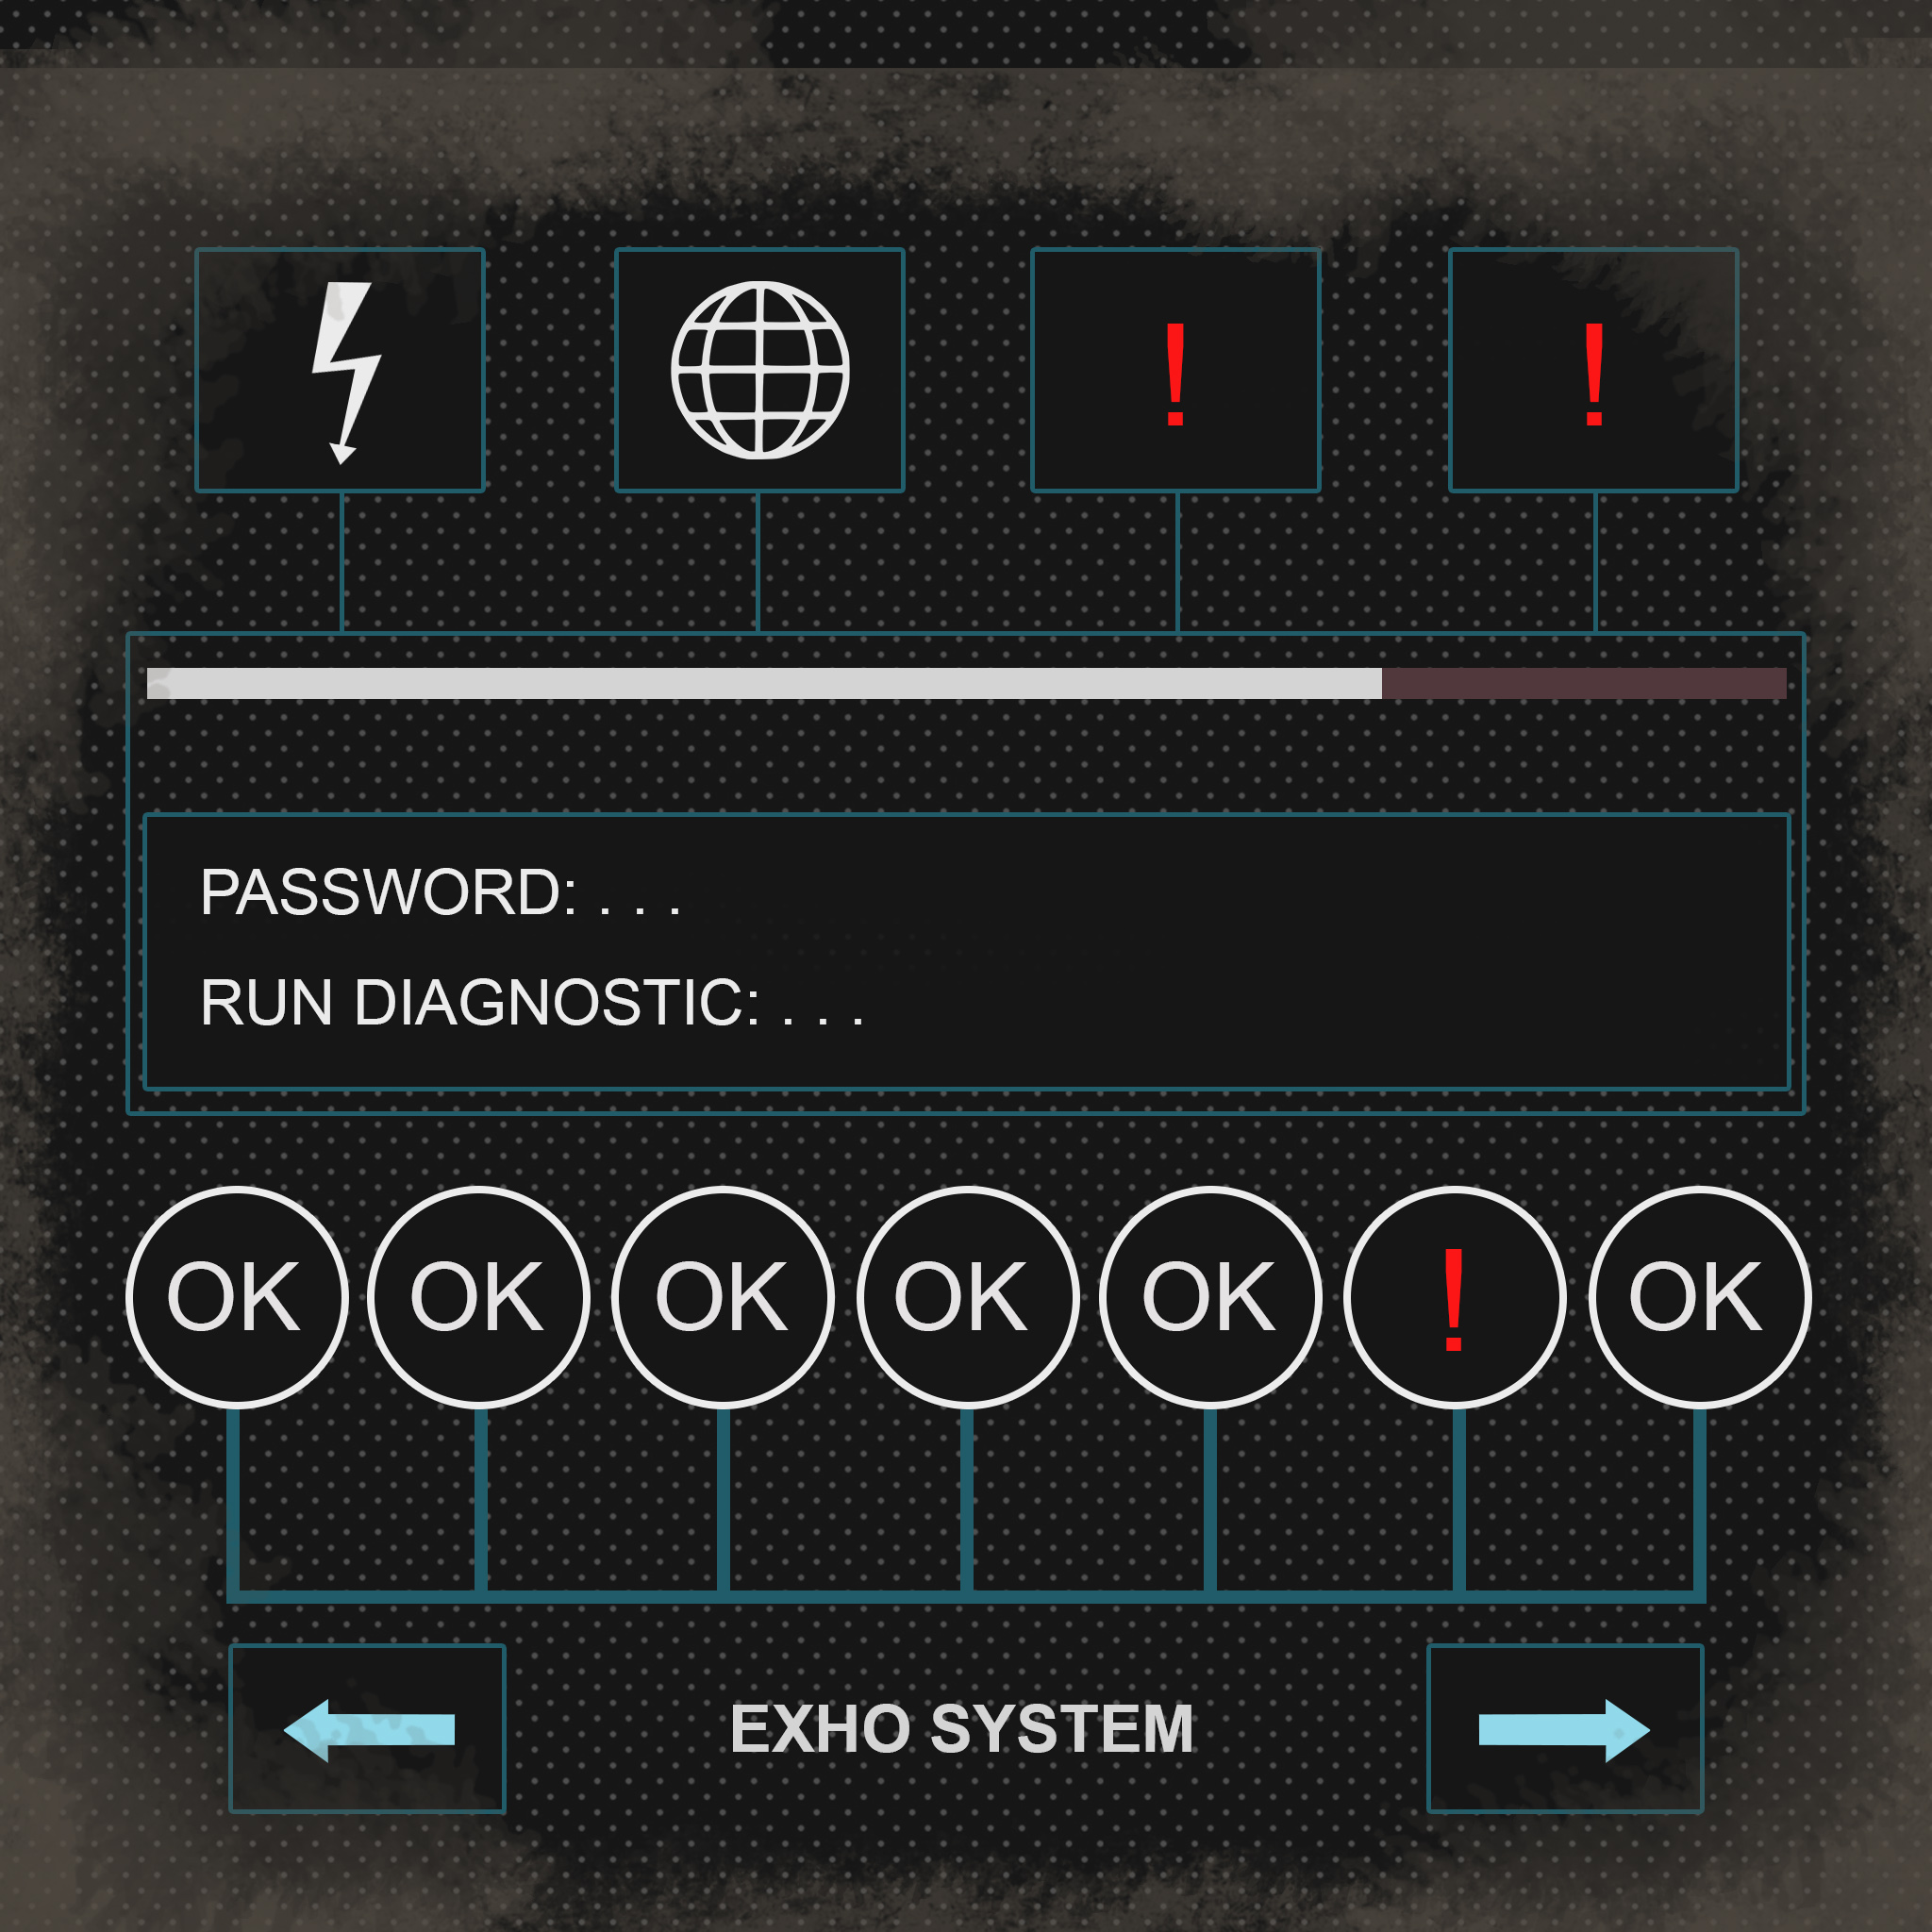 ! !
PASSWORD: . . .
RUN DIAGNOSTIC: . . .
OK OK OK OK OK ! OK
EXHO SYSTEM